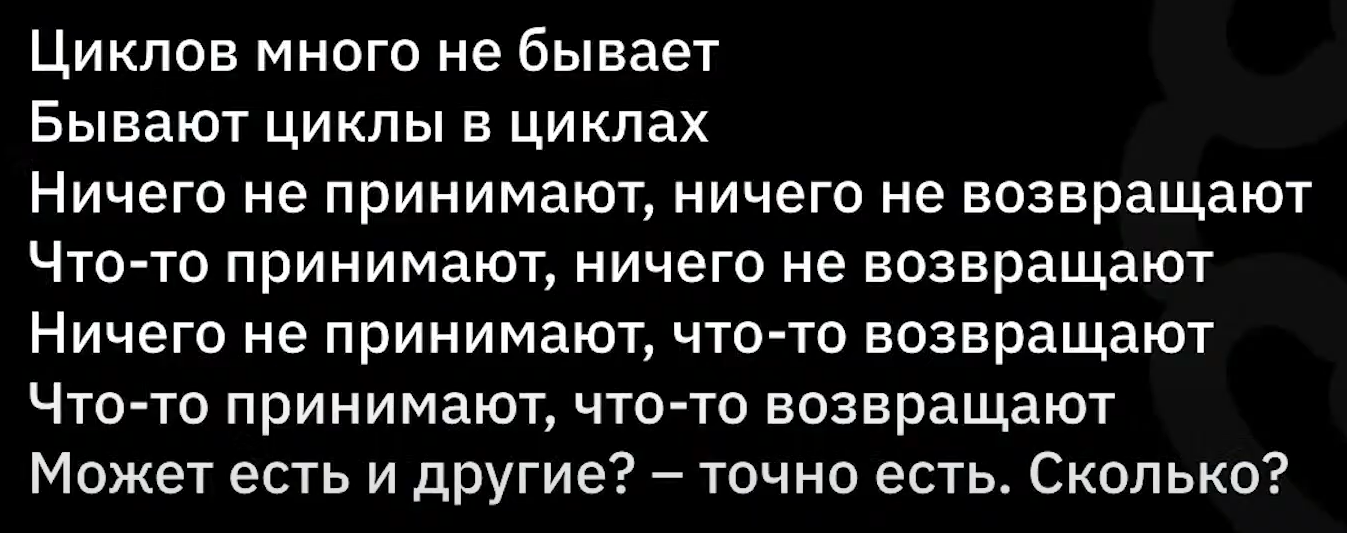 Циклов много не бывает
Бывают циклы в циклах
Ничего не принимают, ничего не возвращают
Что-то принимают, ничего не возвращают
Ничего не принимают, что-то возвращают
Что-то принимают, что-то возвращают
Может есть и другие? – точно есть. Сколько?